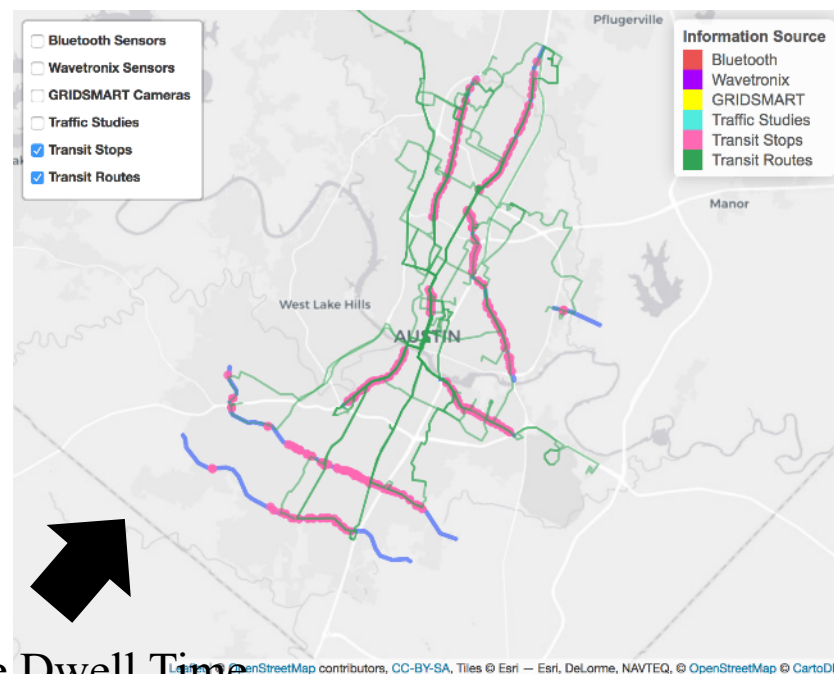 Bluetooth Sensors
Wavetronix Sensors
GRIDSMART Cameras
Traffic Studies
Transit Stops
Transit Routes
Pflugerville
Information Source
Bluetooth
Wavetronix
GRIDSMART
Traffic Studies
Transit Stops
Transit Routes
Manor
West Lake Hills
AUSTIN
Dwell Time
OpenStreetMap contributors, CC-BY-SA, Tiles © Esri — Esri, DeLorme, NAVTEQ, © OpenStreetMap © CartoD